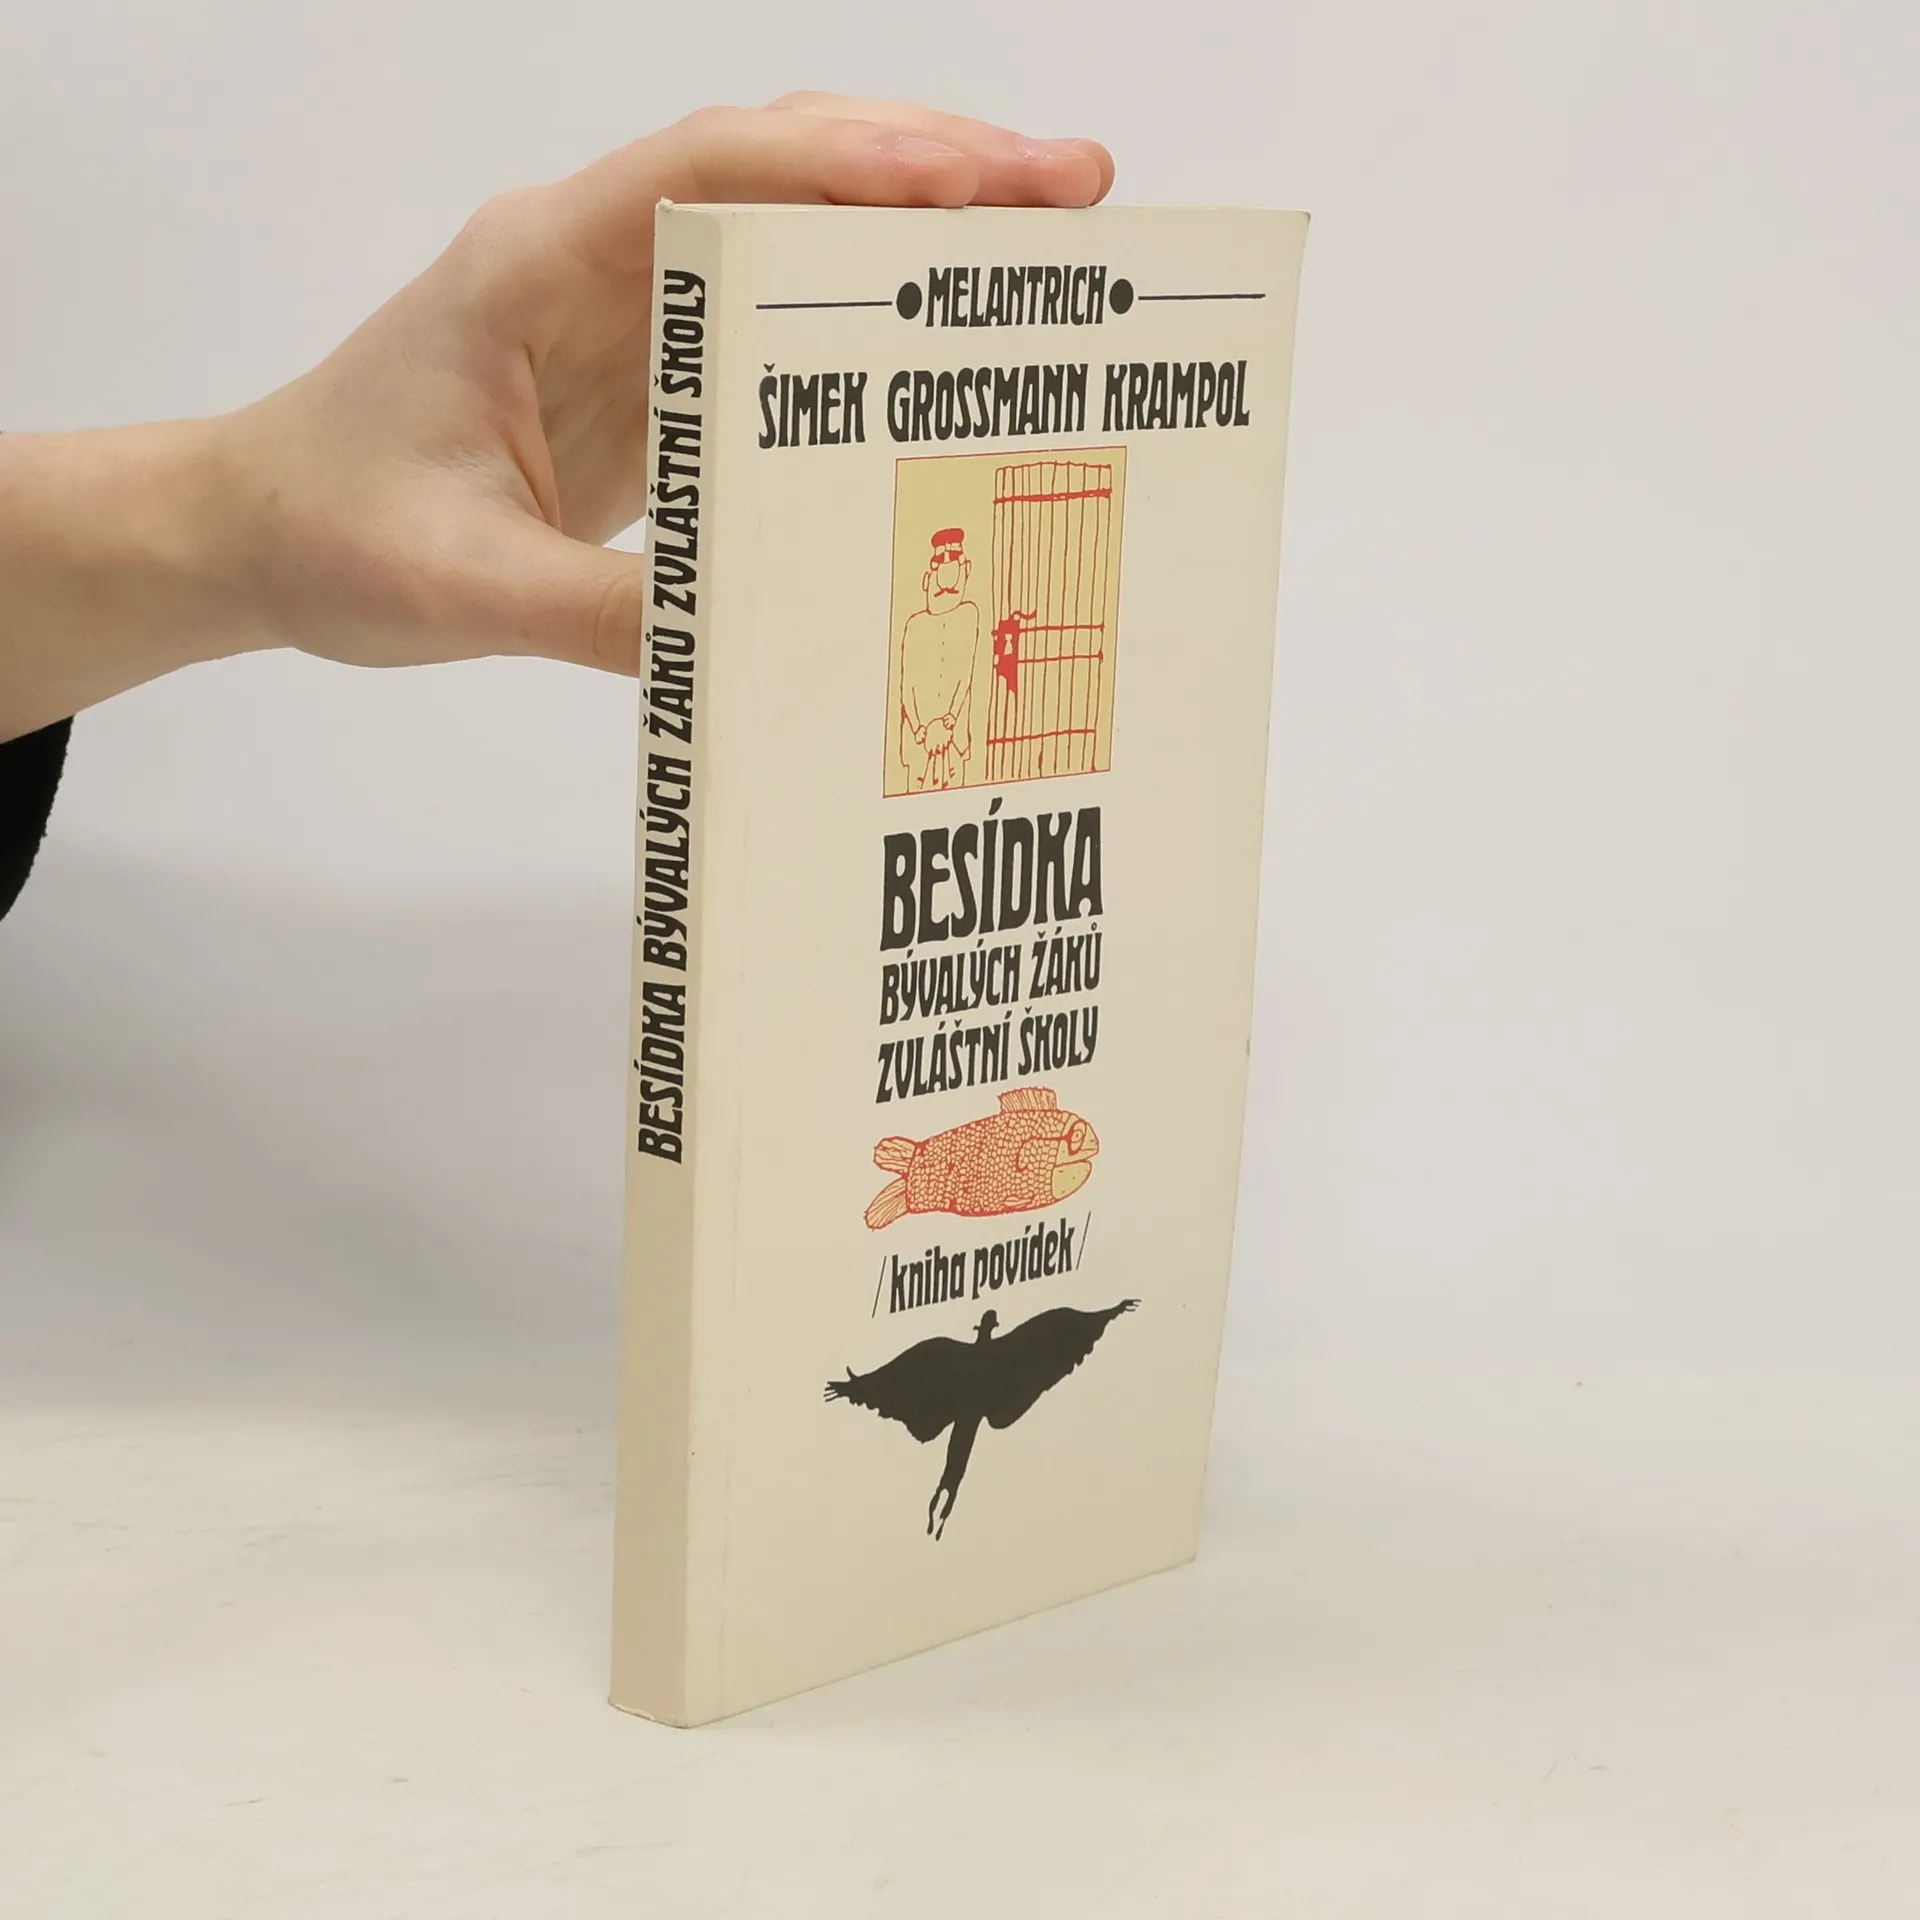 BESÍDKA BÝVALÝCH ŽÁKŮ ZVLÁŠTNÍ ŠKOLY
MELANTRICH
ŠIMEK GROSSMANN KRAMPOL
BESÍDKA
BÝVALÝCH ŽÁKŮ
ZVLÁŠTNÍ ŠKOLY
/kniha povídek/